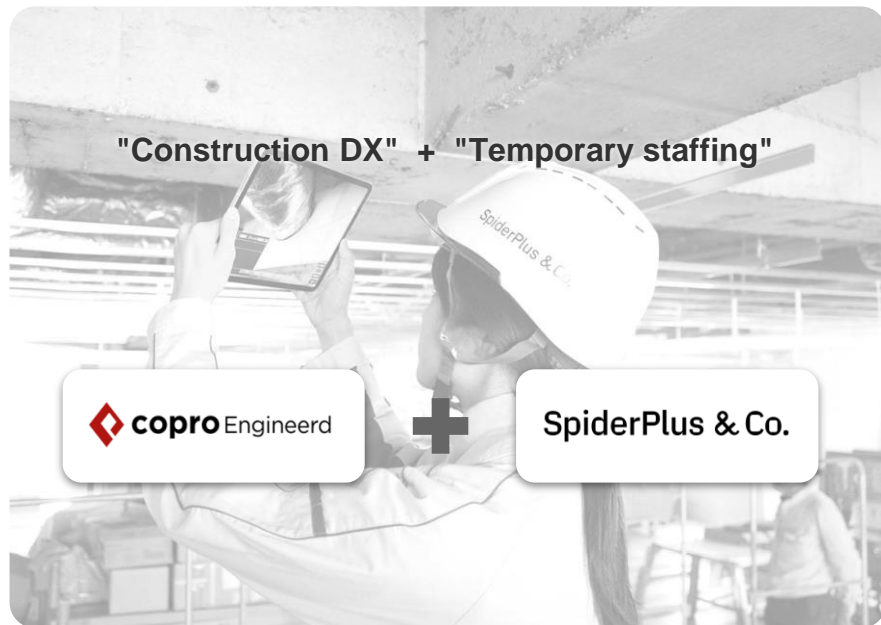 "Construction DX" + "Temporary staffing"
SpiderPlus & Co.
copro Engineerd
SpiderPlus & Co.